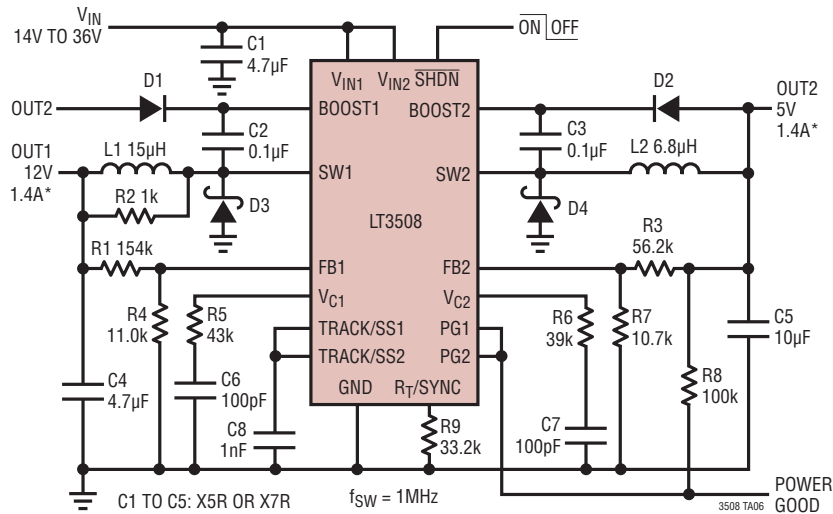 VIN
14V TO 36V
C1
4.7µF
ON OFF
VIN1 VIN2 SHDN
D1
D2
OUT2
BOOST1
BOOST2
OUT2
5V
1.4A*
C2
0.1µF
C3
0.1µF
OUT1
12V
1.4A*
L1 15µH
L2 6.8µH
SW1
SW2
R2 1k
D3
D4
LT3508
R1 154k
R3
56.2k
FB1
FB2
VC1
VC2
R4
11.0k
R5
43k
R6
39k
R7
10.7k
C5
10µF
TRACK/SS1
PG1
TRACK/SS2
PG2
R8
100k
C4
4.7µF
C6
100pF
GND
RT/SYNC
C7
100pF
C8
1nF
R9
33.2k
C1 TO C5: X5R OR X7R
fSW = 1MHz
3508 TA06
POWER
GOOD